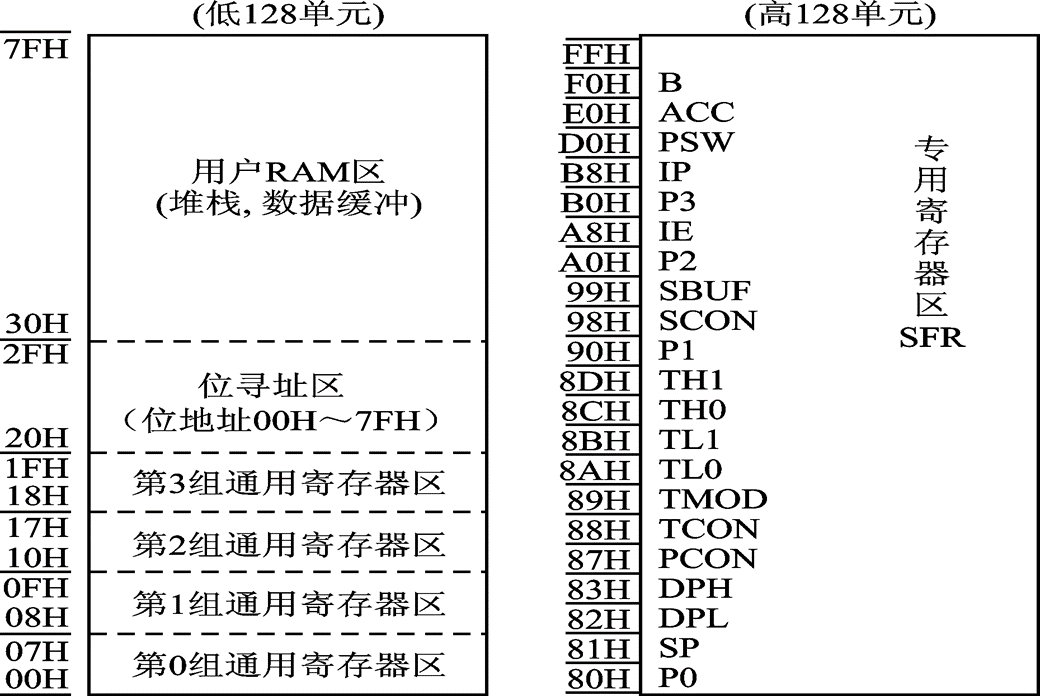 (低128单元)
7FH
用户RAM区
(堆栈, 数据缓冲)
30H
2FH
位寻址区
（位地址00H～7FH）
20H
1FH
第3组通用寄存器区
18H
17H
第2组通用寄存器区
10H
0FH
第1组通用寄存器区
08H
07H
第0组通用寄存器区
00H
(高128单元)
FFH
F0H B
E0H ACC
D0H PSW
B8H IP
B0H P3
A8H IE
A0H P2
99H SBUF
98H SCON
90H P1
8DH TH1
8CH TH0
8BH TL1
8AH TL0
89H TMOD
88H TCON
87H PCON
83H DPH
82H DPL
81H SP
80H P0
专用寄存器区
SFR